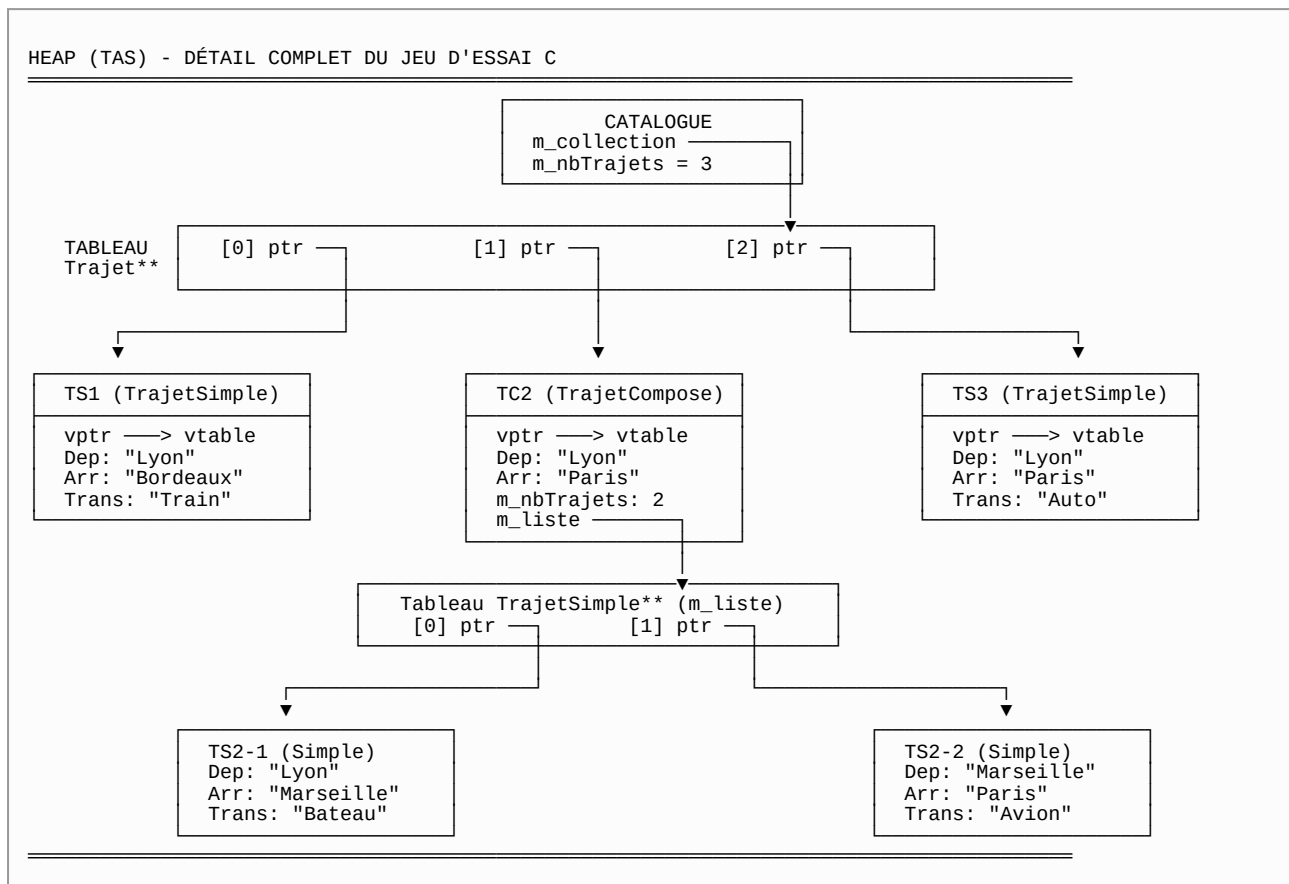 HEAP (TAS) - DÉTAIL COMPLET DU JEU D'ESSAI C
CATALOGUE
m_collection
m_nbTrajets = 3
TABLEAU [0] ptr [1] ptr [2] ptr
Trajet**
TS1 (TrajetSimple) TC2 (TrajetCompose) TS3 (TrajetSimple)
vptr ———> vtable vptr ———> vtable vptr ———> vtable
Dep: "Lyon" Dep: "Lyon" Dep: "Lyon"
Arr: "Bordeaux" Arr: "Paris" Arr: "Paris"
Trans: "Train" m_nbTrajets: 2 Trans: "Auto"
m_liste
Tableau TrajetSimple** (m_liste)
[0] ptr [1] ptr
TS2-1 (Simple) TS2-2 (Simple)
Dep: "Lyon" Dep: "Marseille"
Arr: "Marseille" Arr: "Paris"
Trans: "Bateau" Trans: "Avion"